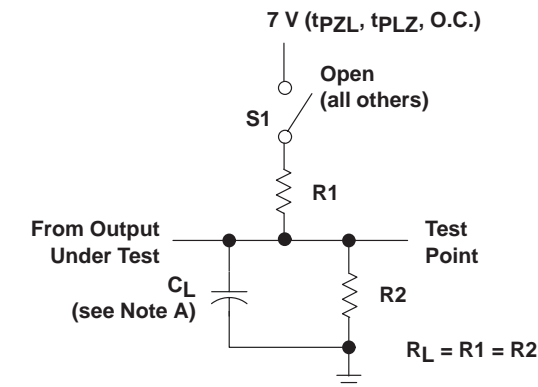 7 V (tPZL, tPLZ, O.C.)
Open
(all others)
S1
R1
From Output
Under Test
Test
Point
CL
(see Note A)
R2
RL = R1 = R2